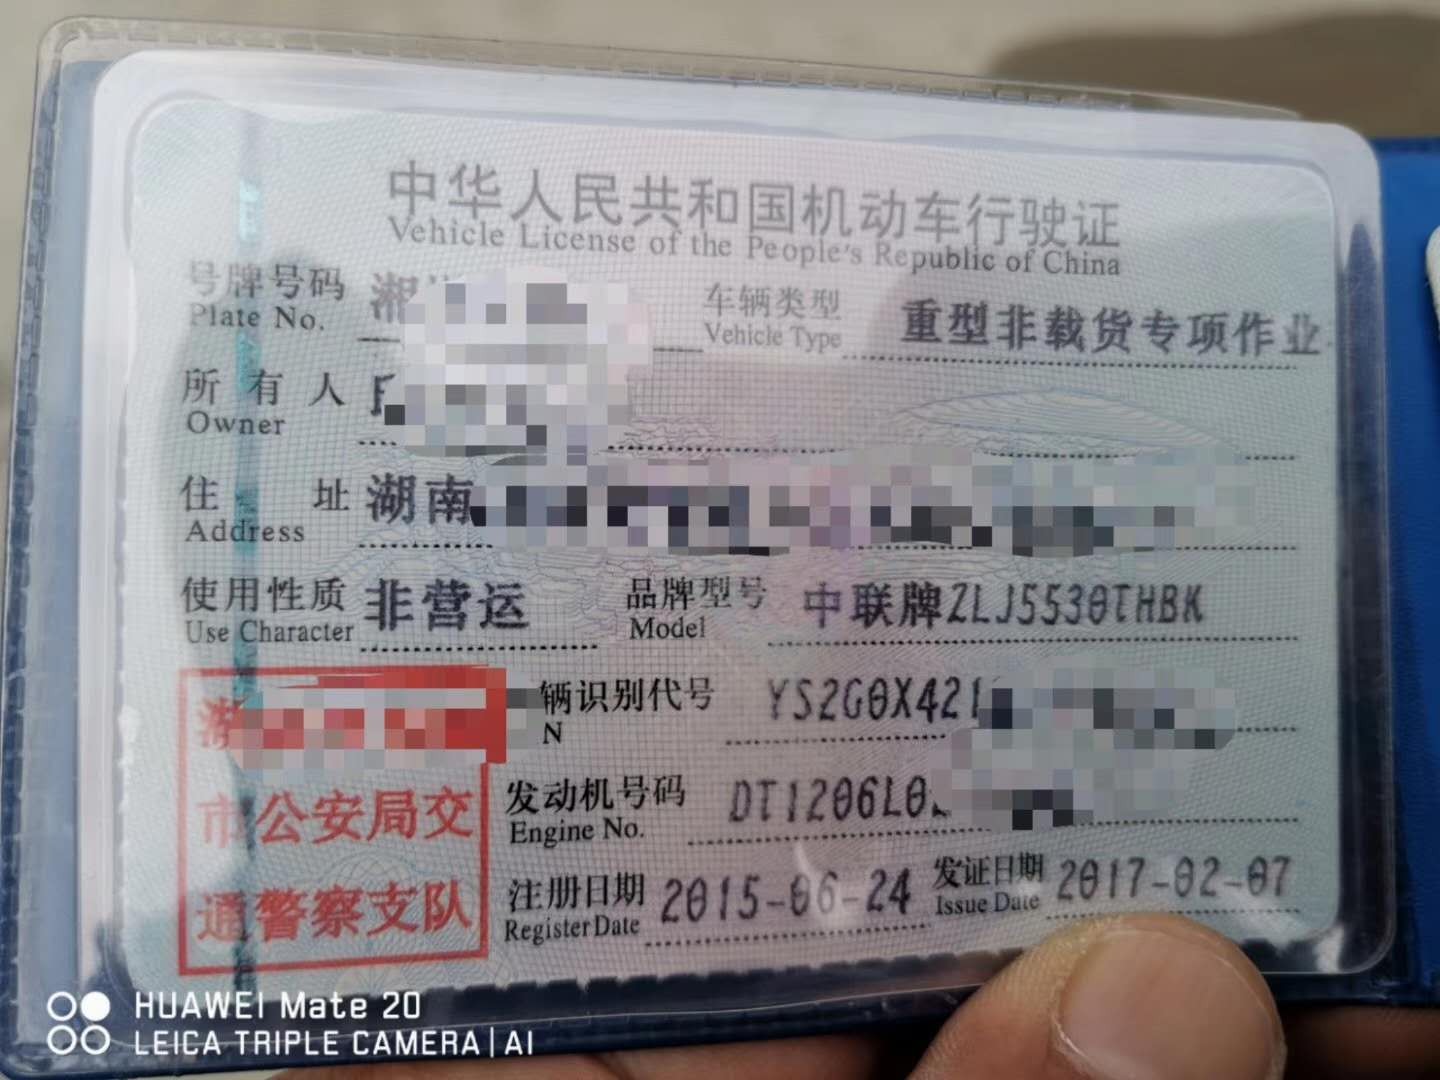 中华人民共和国机动车行驶证
Vehicle License of the People's Republic of China
号牌号码 湘
Plate No.
车辆类型 重型非载货专项作业
Vehicle Type
所有人
Owner
住址 湖南
Address
使用性质 非营运
Use Character
品牌型号 中联牌ZLJ5530THBK
Model
辆识别代号 YS2G0X421
N
发动机号码 DT1206L0
Engine No.
市公安局交
通警察支队
注册日期 2015-06-24
Register Date
发证日期 2017-02-07
Issue Date
HUAWEI Mate 20
LEICA TRIPLE CAMERA | AI